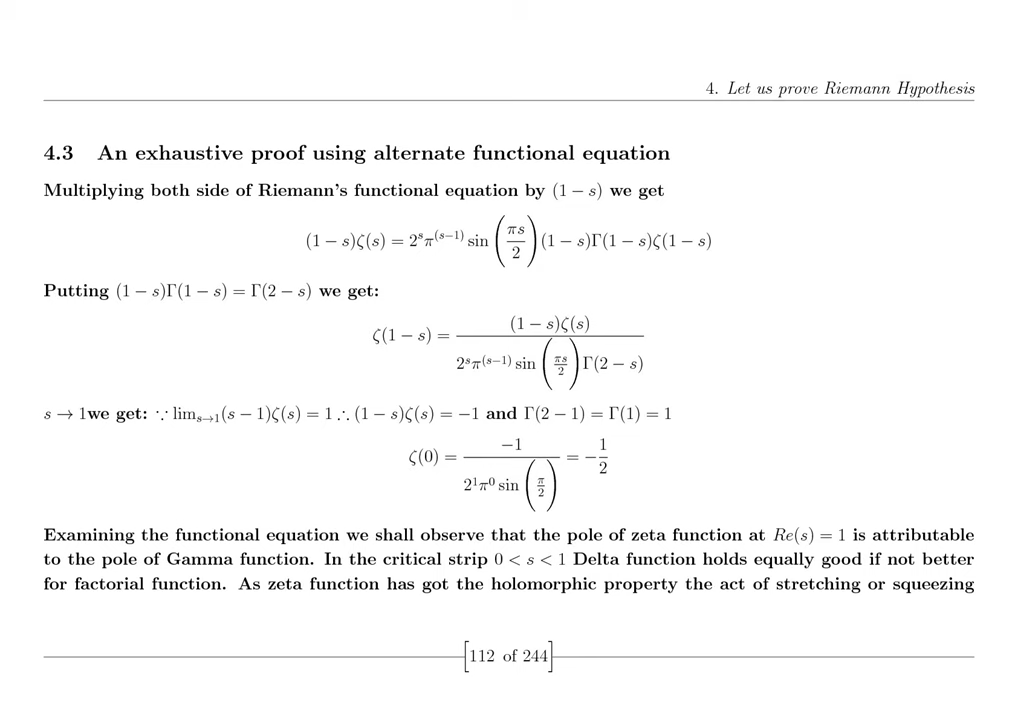 4. Let us prove Riemann Hypothesis
4.3 An exhaustive proof using alternate functional equation
Multiplying both side of Riemann's functional equation by (1 − s) we get
(1 − s)ζ(s) = 2^s π^(s−1) sin (πs/2) (1 − s)Γ(1 − s)ζ(1 − s)
Putting (1 − s)Γ(1 − s) = Γ(2 − s) we get:
ζ(1 − s) = (1 − s)ζ(s) / 2^s π^(s−1) sin (πs/2) Γ(2 − s)
s → 1we get: ∵ lim_{s→1}(s − 1)ζ(s) = 1 ∴ (1 − s)ζ(s) = −1 and Γ(2 − 1) = Γ(1) = 1
ζ(0) = −1 / 2^1 π^0 sin (π/2) = −1/2
Examining the functional equation we shall observe that the pole of zeta function at Re(s) = 1 is attributable
to the pole of Gamma function. In the critical strip 0 < s < 1 Delta function holds equally good if not better
for factorial function. As zeta function has got the holomorphic property the act of stretching or squeezing
[112 of 244]